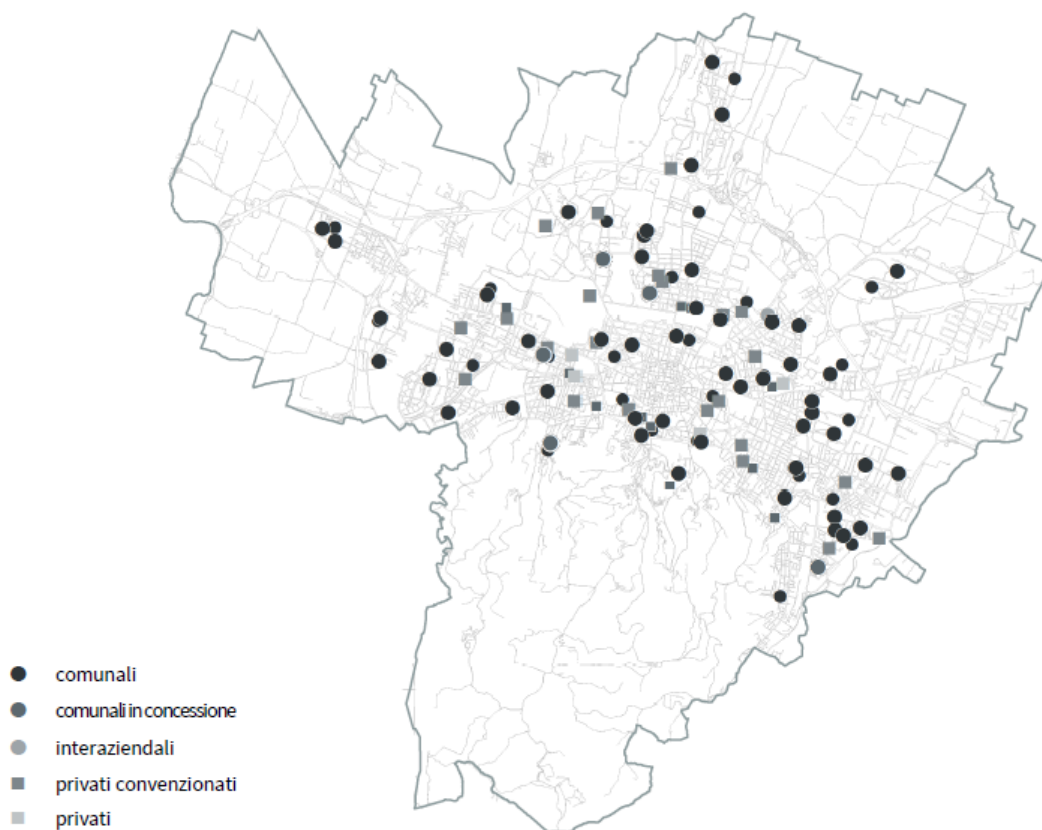 comunali
comunali in concessione
interaziendali
privati convenzionati
privati